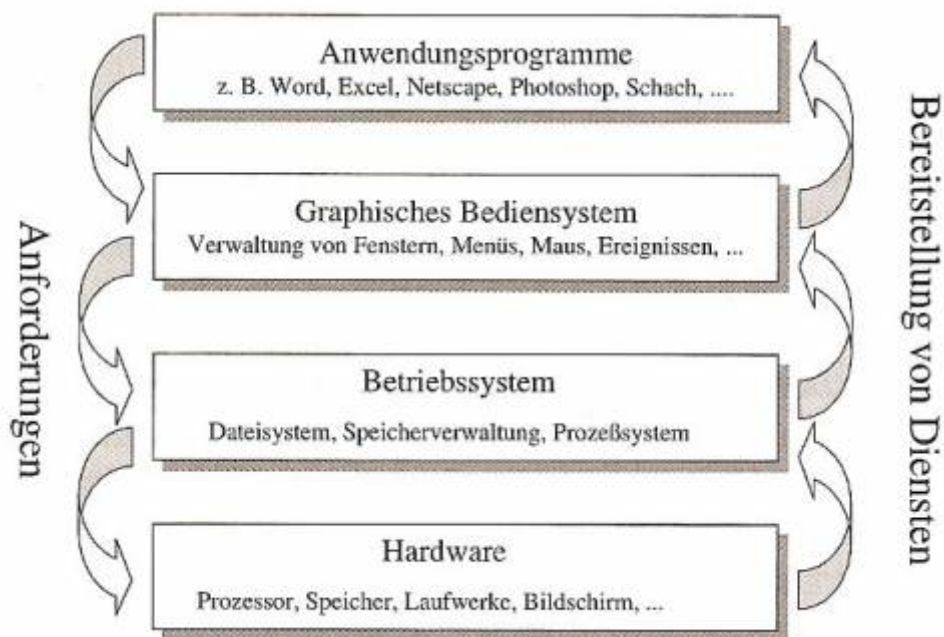 Anwendungsprogramme
z. B. Word, Excel, Netscape, Photoshop, Schach, ....
Graphisches Bediensystem
Verwaltung von Fenstern, Menüs, Maus, Ereignissen, ...
Betriebssystem
Dateisystem, Speicherverwaltung, Prozeßsystem
Hardware
Prozessor, Speicher, Laufwerke, Bildschirm, ...
Anforderungen
Bereitstellung von Diensten